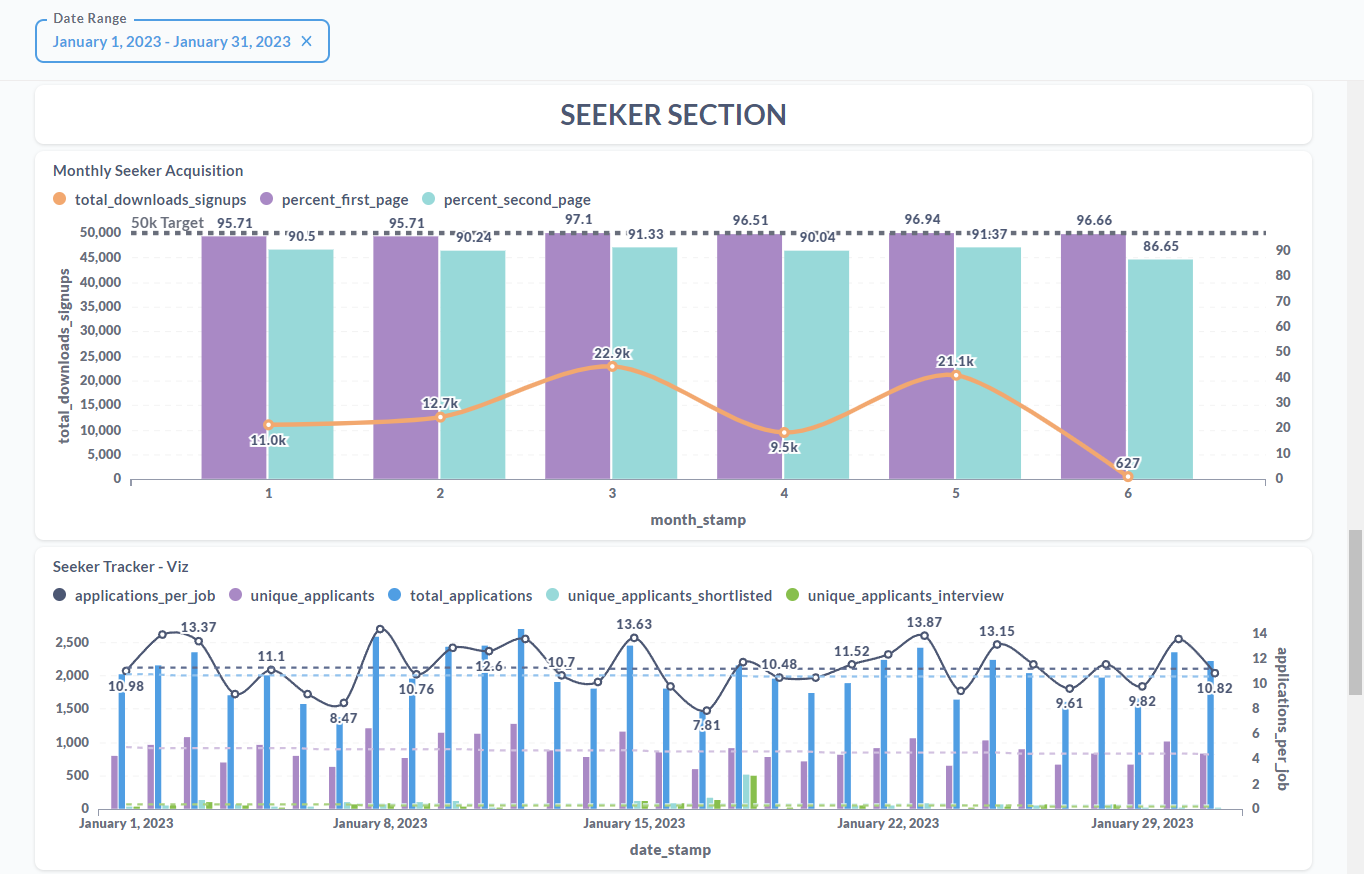 Date Range
January 1, 2023 - January 31, 2023 ×
SEEKER SECTION
Monthly Seeker Acquisition
total_downloads_signups percent_first_page percent_second_page
50k Target
95.71 90.5 95.71 90.24 97.1 91.33 96.51 90.04 96.94 91.37 96.66 86.65
50,000
45,000
40,000
35,000
30,000
25,000
20,000
15,000
10,000
5,000
0
total_downloads_signups
11.0k 12.7k 22.9k 9.5k 21.1k 627
90
80
70
60
50
40
30
20
10
0
1 2 3 4 5 6
month_stamp
Seeker Tracker - Viz
applications_per_job unique_applicants total_applications unique_applicants_shortlisted unique_applicants_interview
2,500
2,000
1,500
1,000
500
0
10.98 13.37 11.1 8.47 10.76 12.6 10.7 13.63 7.81 10.48 11.52 13.87 13.15 9.61 9.82 10.82
14
12
10
8
6
4
2
0
applications_per_job
January 1, 2023 January 8, 2023 January 15, 2023 January 22, 2023 January 29, 2023
date_stamp